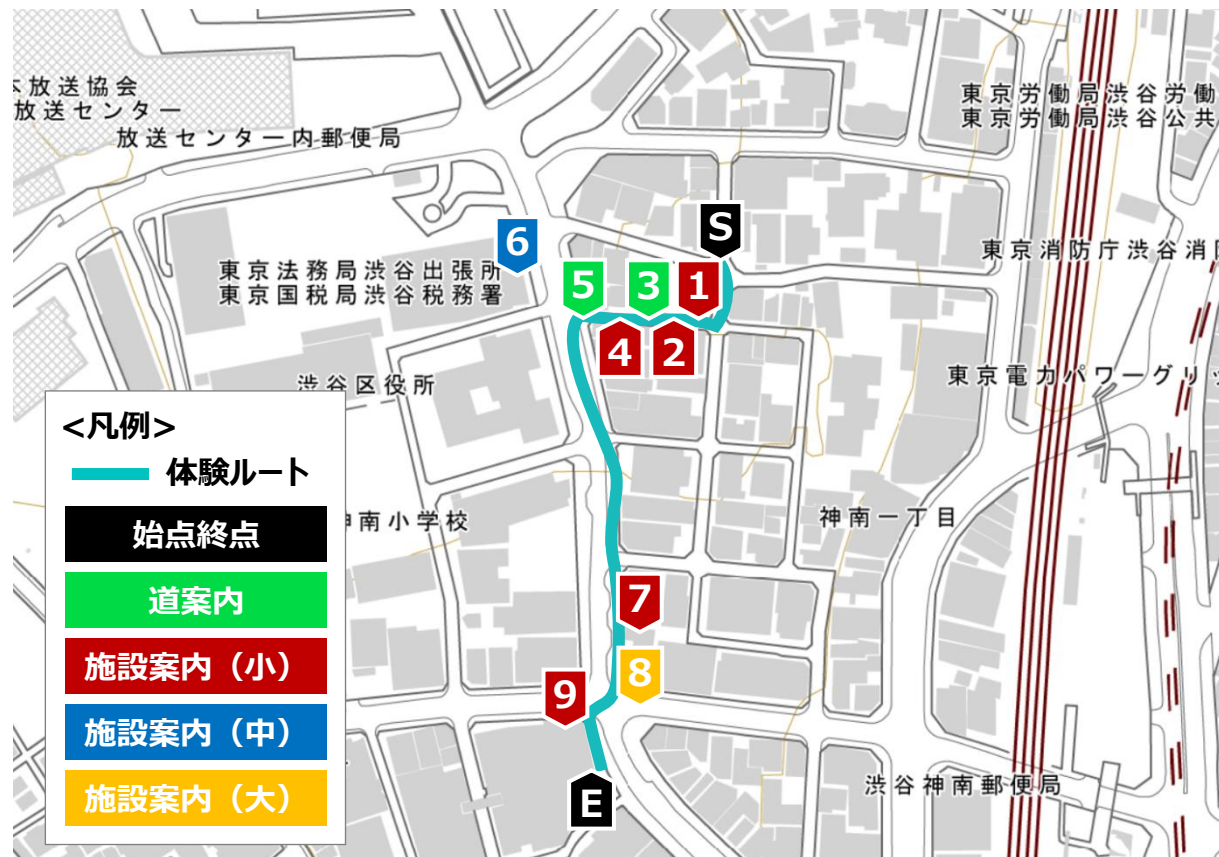 本放送協会
放送センター
放送センター内郵便局
東京労働局渋谷労働
東京労働局渋谷公共
S
6
東京消防庁渋谷消
東京法務局渋谷出張所
東京国税局渋谷税務署
5
3
1
4
2
渋谷区役所
東京電力パワーグリッ
<凡例>
体験ルート
始点終点
道案内
施設案内（小）
施設案内（中）
施設案内（大）
神南小学校
神南一丁目
7
8
9
E
渋谷神南郵便局